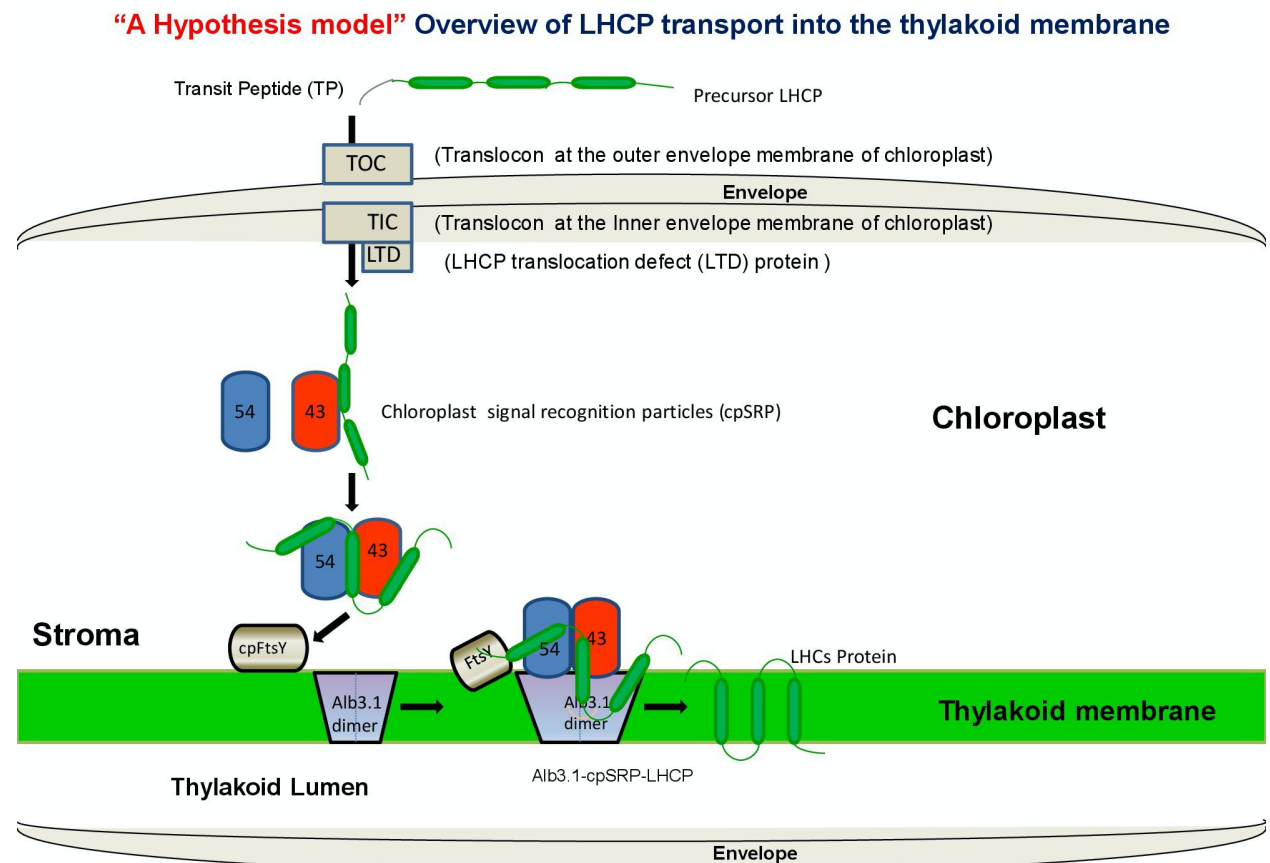 “A Hypothesis model” Overview of LHCP transport into the thylakoid membrane
Transit Peptide (TP)
Precursor LHCP
TOC
(Translocon at the outer envelope membrane of chloroplast)
Envelope
TIC
(Translocon at the Inner envelope membrane of chloroplast)
LTD
(LHCP translocation defect (LTD) protein )
54
43
Chloroplast signal recognition particles (cpSRP)
Chloroplast
54
43
Stroma
cpFtsY
FtsY
54
43
LHCs Protein
Alb3.1
dimer
Alb3.1
dimer
Thylakoid membrane
Alb3.1-cpSRP-LHCP
Thylakoid Lumen
Envelope